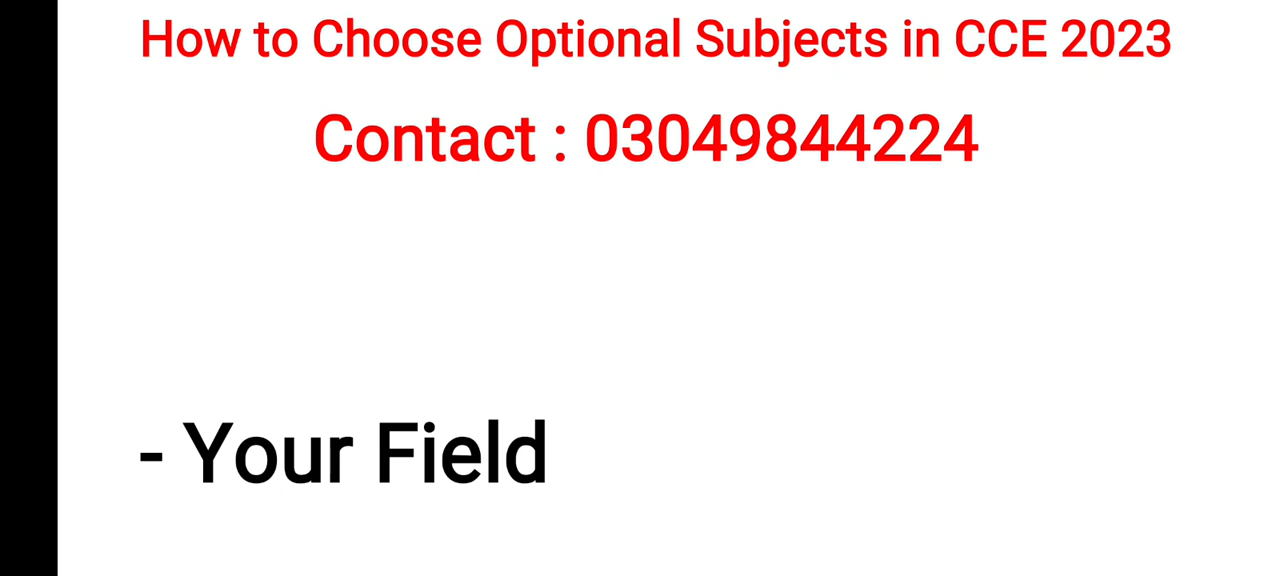 How to Choose Optional Subjects in CCE 2023
Contact : 03049844224
- Your Field